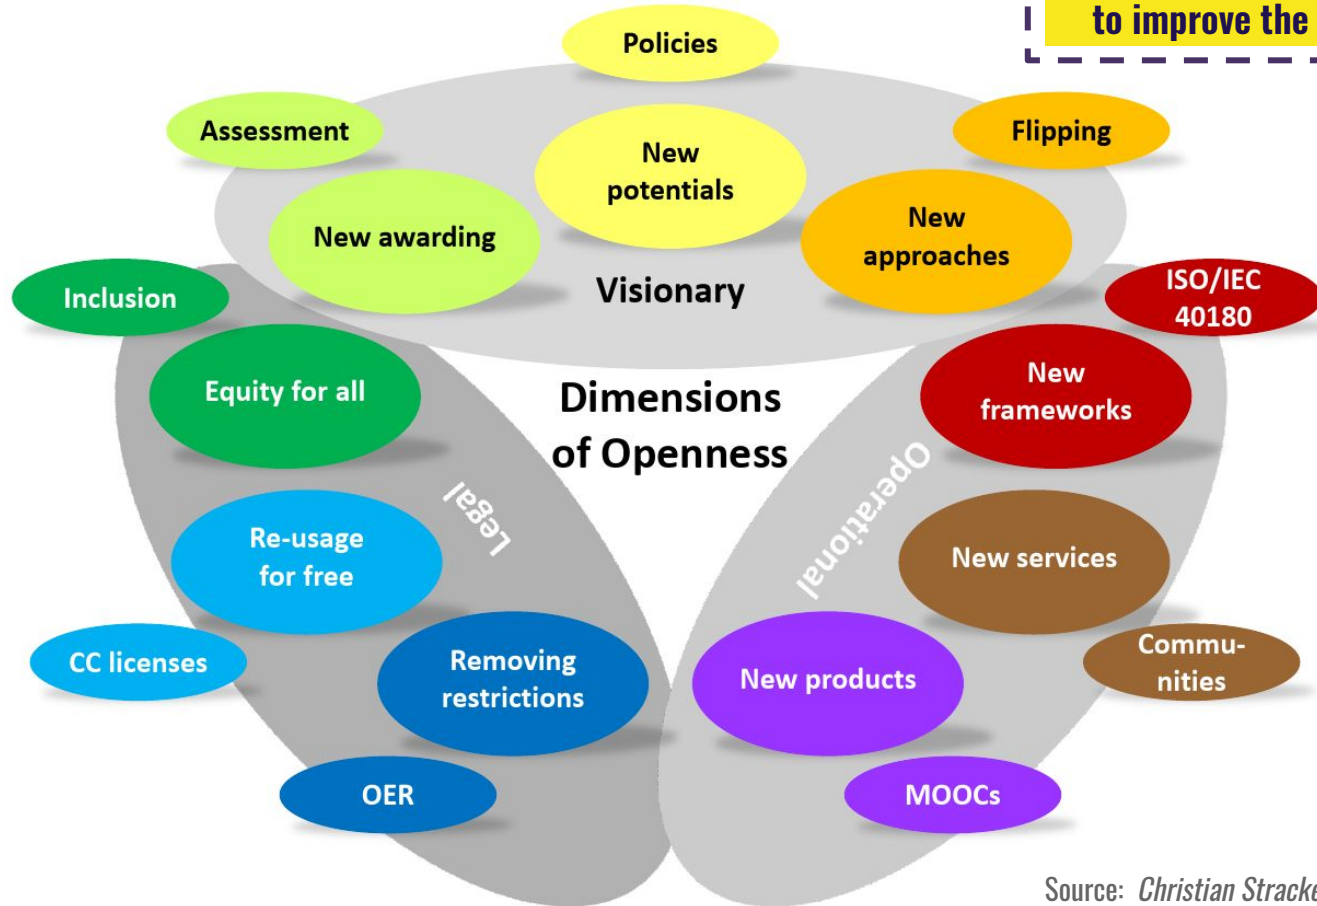 to improve the
Policies
Assessment
Flipping
New
potentials
New awarding
New
approaches
Visionary
Inclusion
ISO/IEC
40180
Equity for all
Dimensions
of Openness
New
frameworks
Legal
Operational
Re-usage
for free
New services
CC licenses
Removing
restrictions
New products
Commu-
nities
OER
MOOCs
Source: Christian Stracke